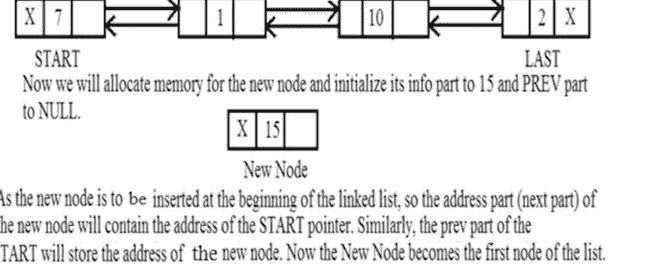 X 7 1 10 2 X
START LAST
Now we will allocate memory for the new node and initialize its info part to 15 and PREV part
to NULL.
X 15
New Node
As the new node is to be inserted at the beginning of the linked list, so the address part (next part) of
he new node will contain the address of the START pointer. Similarly, the prev part of the
TART will store the address of the new node. Now the New Node becomes the first node of the list.